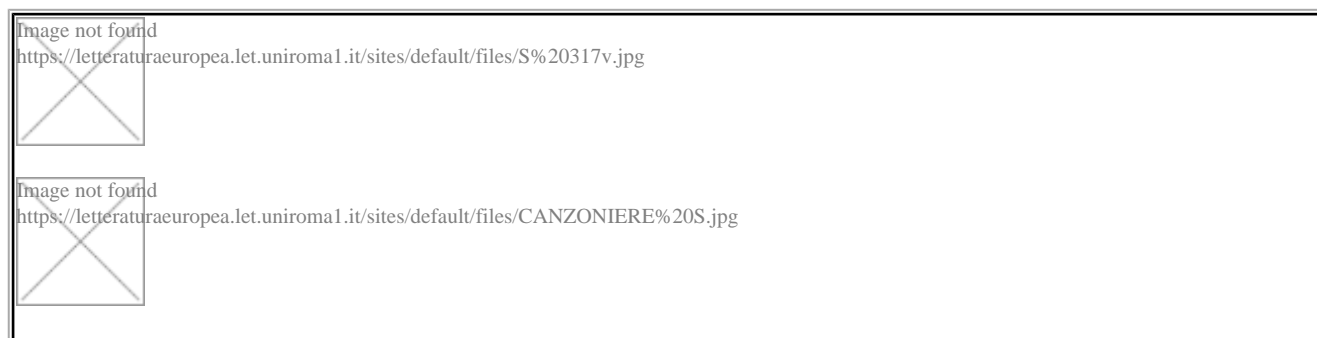 Image not found
https://letteraturaeuropea.let.uniroma1.it/sites/default/files/S%20317v.jpg
Image not found
https://letteraturaeuropea.let.uniroma1.it/sites/default/files/CANZONIERE%20S.jpg